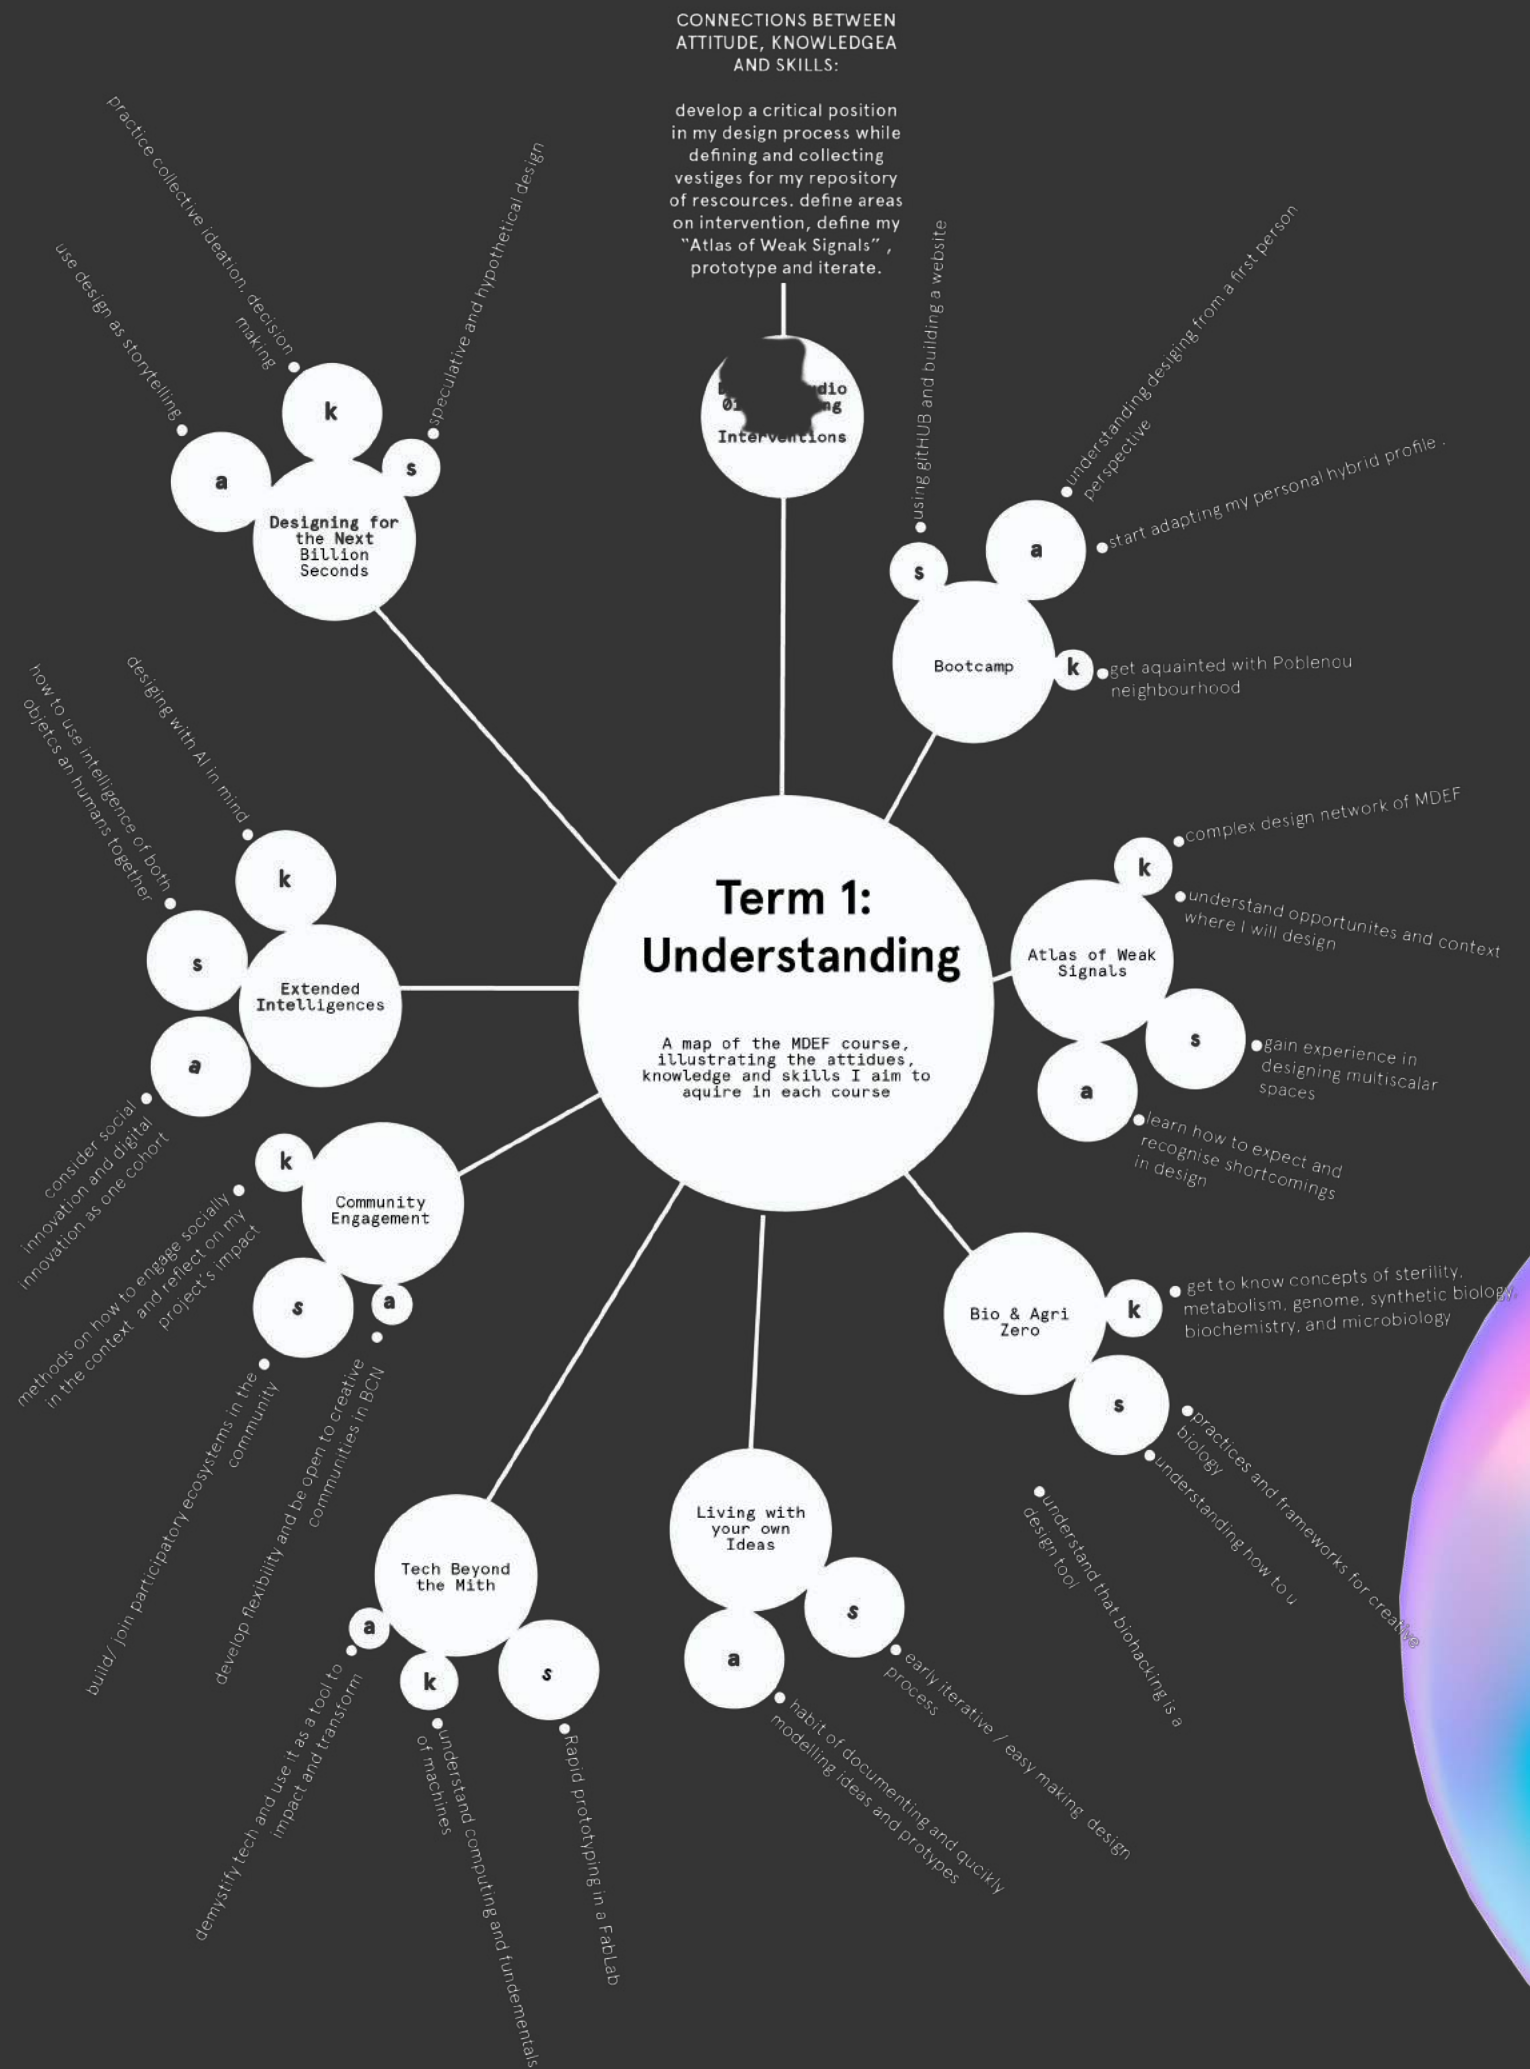 CONNECTIONS BETWEEN
ATTITUDE, KNOWLEDGEA
AND SKILLS:
develop a critical position
in my design process while
defining and collecting
vestiges for my repository
of rescources. define areas
on intervention, define my
“Atlas of Weak Signals” ,
prototype and iterate.
Interventions
practice collective ideation, decision
making
use design as storytelling
speculative and hypothetical design
k
a
s
Designing for
the Next
Billion
Seconds
using gitHUB and building a website
understanding desiging from a first person
perspective
start adapting my personal hybrid profile .
s
a
Bootcamp
k
get aquainted with Poblenou
neighbourhood
Term 1:
Understanding
A map of the MDEF course,
illustrating the attidues,
knowledge and skills I aim to
aquire in each course
desiging with AI in mind
how to use intelligence of both
objetcs an humans together
k
s
a
Extended
Intelligences
consider social
innovation and digital
innovation as one cohort
complex design network of MDEF
k
understand opportunites and context
where I will design
Atlas of Weak
Signals
s
gain experience in
designing multiscalar
spaces
a
learn how to expect and
recognise shortcomings
in design
k
Community
Engagement
s
a
methods on how to engage socially
in the context and reflect on my
project's impact
build/ join participatory ecosystems in the
community
develop flexibility and be open to creative
communities in BCN
Bio & Agri
Zero
k
get to know concepts of sterility,
metabolism, genome, synthetic biology,
biochemistry, and microbiology
s
practices and frameworks for creative
biology
understanding how to u
understand that biohacking is a
design tool
Tech Beyond
the Mith
a
k
s
demystify tech and use it as a tool to
impact and transform
understand computing and fundementals
of machines
Rapid prototyping in a FabLab
Living with
your own
Ideas
s
a
early iterative / easy making design
process
habit of documenting and qucikly
modelling ideas and protypes